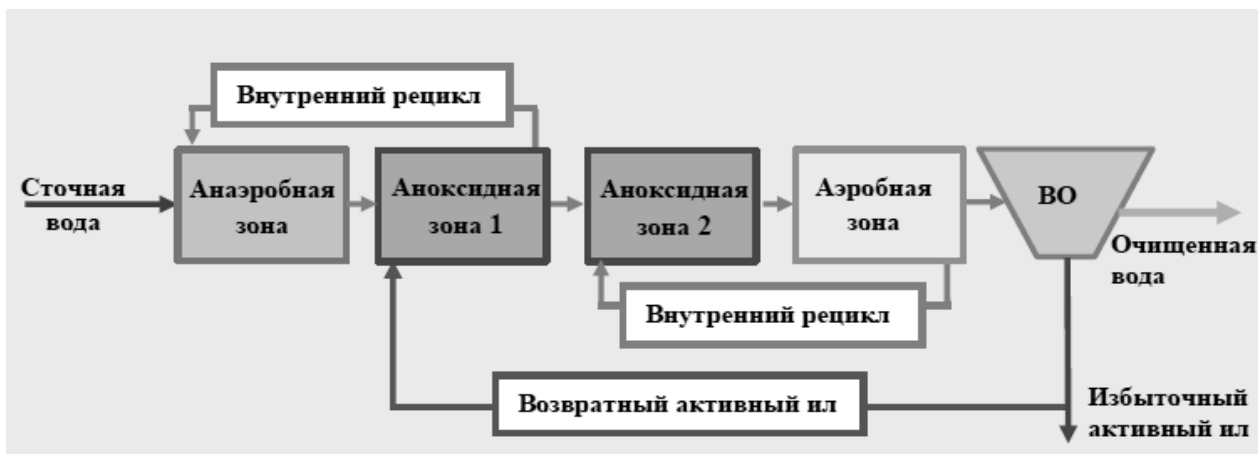 Внутренний рецикл
Сточная
вода
Анаэробная
зона
Аноксидная
зона 1
Аноксидная
зона 2
Аэробная
зона
ВО
Очищенная
вода
Внутренний рецикл
Возвратный активный ил
Избыточный
активный ил